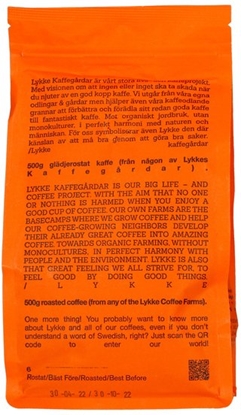 Lykke Kaffegårdar är vårt stora
Med visionen om att ingen eller inget ska ta skada när
du njuter av en god kopp kaffe. Vi utgår från våra egna
odlingar & gårdar men hjälper även våra kaffeodlande
grannar att förbättra och förädla sitt redan goda kaffe
till fantastiskt kaffe. Mot organiskt jordbruk, utan
monokulturer, i perfekt harmoni med naturen och
människan. För oss symboliserar även Lykke den där
känslan av att må bra genom att göra bra saker.
/Lykke kaffegårdar
500g glädjerostat kaffe (från någon av Lykkes
Kaffegårdar).
LYKKE KAFFEGÅRDAR IS OUR BIG LIFE – AND
COFFEE PROJECT. WITH THE AIM THAT NO ONE
OR NOTHING IS HARMED WHEN YOU ENJOY A
GOOD CUP OF COFFEE. OUR OWN FARMS ARE THE
BASECAMPS WHERE WE GROW COFFEE AND HELP
OUR COFFEE-GROWING NEIGHBORS DEVELOP
THEIR ALREADY GREAT COFFEE INTO AMAZING
COFFEE. TOWARDS ORGANIC FARMING, WITHOUT
MONOCULTURES, IN PERFECT HARMONY WITH
PEOPLE AND THE ENVIRONMENT. LYKKE IS ALSO
THAT GREAT FEELING WE ALL STRIVE FOR, TO
FEEL GOOD BY DOING GOOD THINGS.
/LYKKE
500g roasted coffee (from any of the Lykke Coffee Farms).
One more thing! You probably want to know more
about Lykke and all of our coffees, even if you don't
understand a word of Swedish, right? Just scan the QR
code to enter our world!
6
Rostat/Bäst Före/Roasted/Best Before